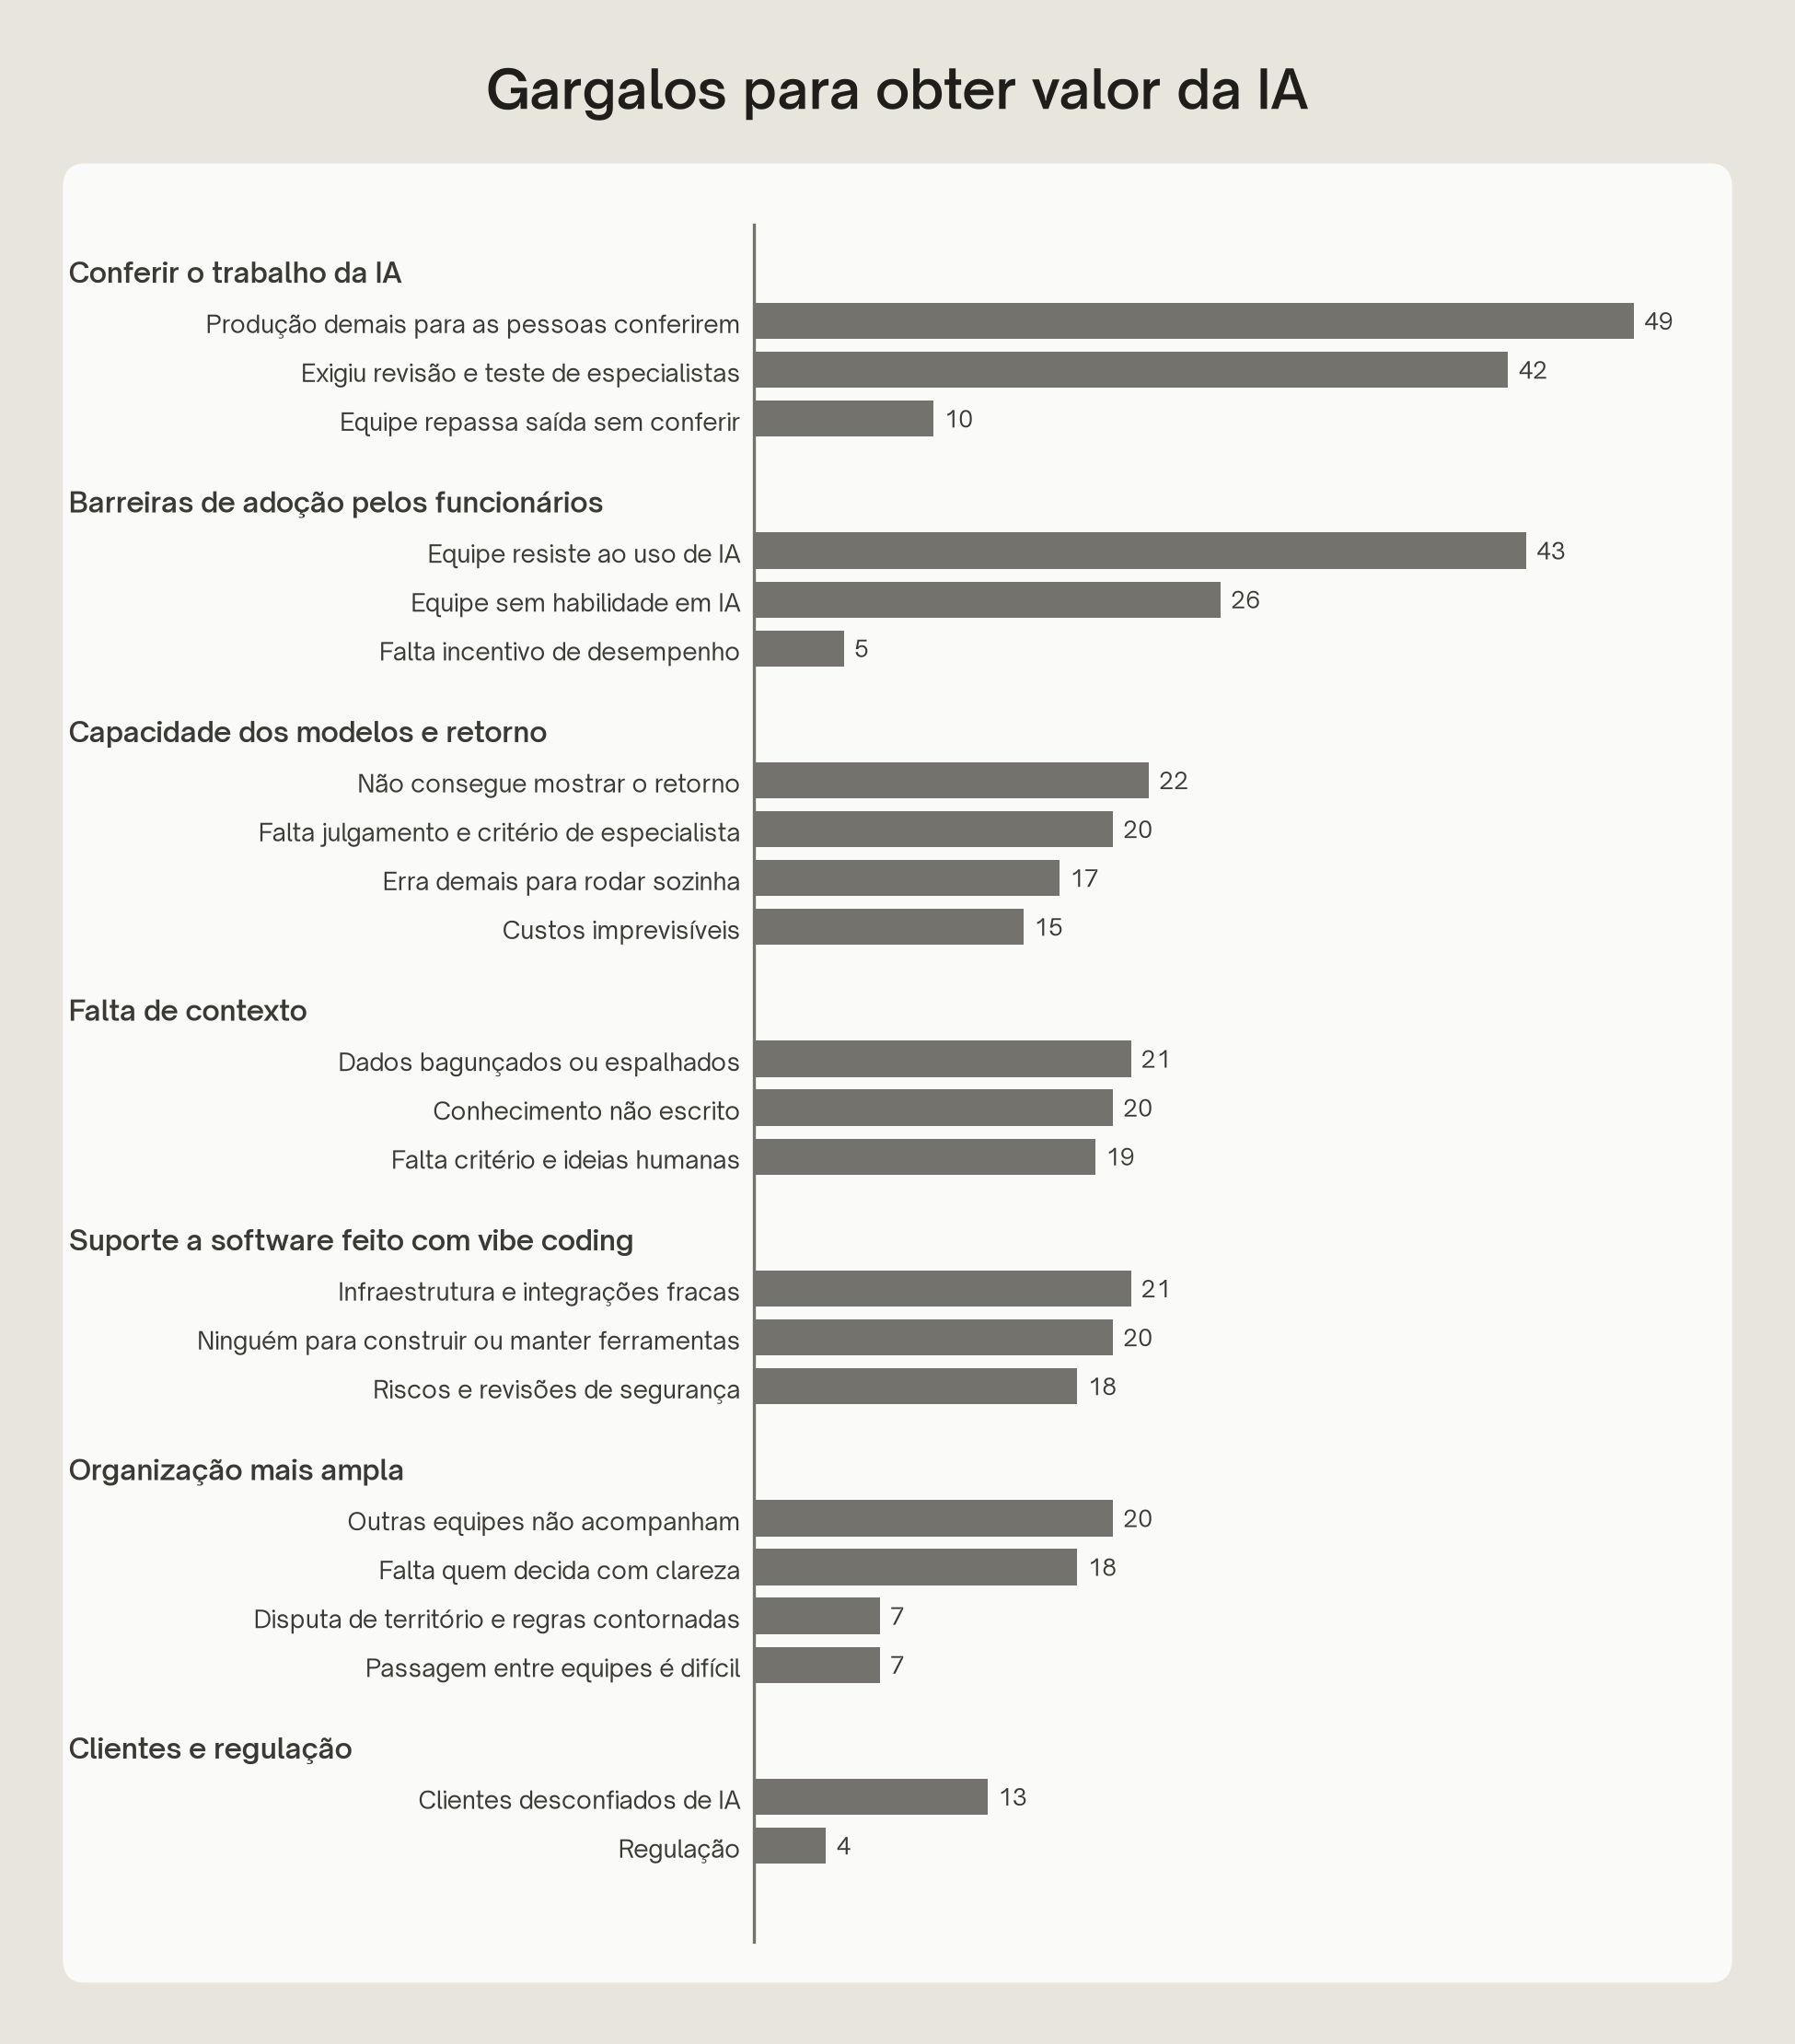 Gargalos para obter valor da IA
Conferir o trabalho da IA
Produção demais para as pessoas conferirem 49
Exigiu revisão e teste de especialistas 42
Equipe repassa saída sem conferir 10
Barreiras de adoção pelos funcionários
Equipe resiste ao uso de IA 43
Equipe sem habilidade em IA 26
Falta incentivo de desempenho 5
Capacidade dos modelos e retorno
Não consegue mostrar o retorno 22
Falta julgamento e critério de especialista 20
Erra demais para rodar sozinha 17
Custos imprevisíveis 15
Falta de contexto
Dados bagunçados ou espalhados 21
Conhecimento não escrito 20
Falta critério e ideias humanas 19
Suporte a software feito com vibe coding
Infraestrutura e integrações fracas 21
Ninguém para construir ou manter ferramentas 20
Riscos e revisões de segurança 18
Organização mais ampla
Outras equipes não acompanham 20
Falta quem decida com clareza 18
Disputa de território e regras contornadas 7
Passagem entre equipes é difícil 7
Clientes e regulação
Clientes desconfiados de IA 13
Regulação 4